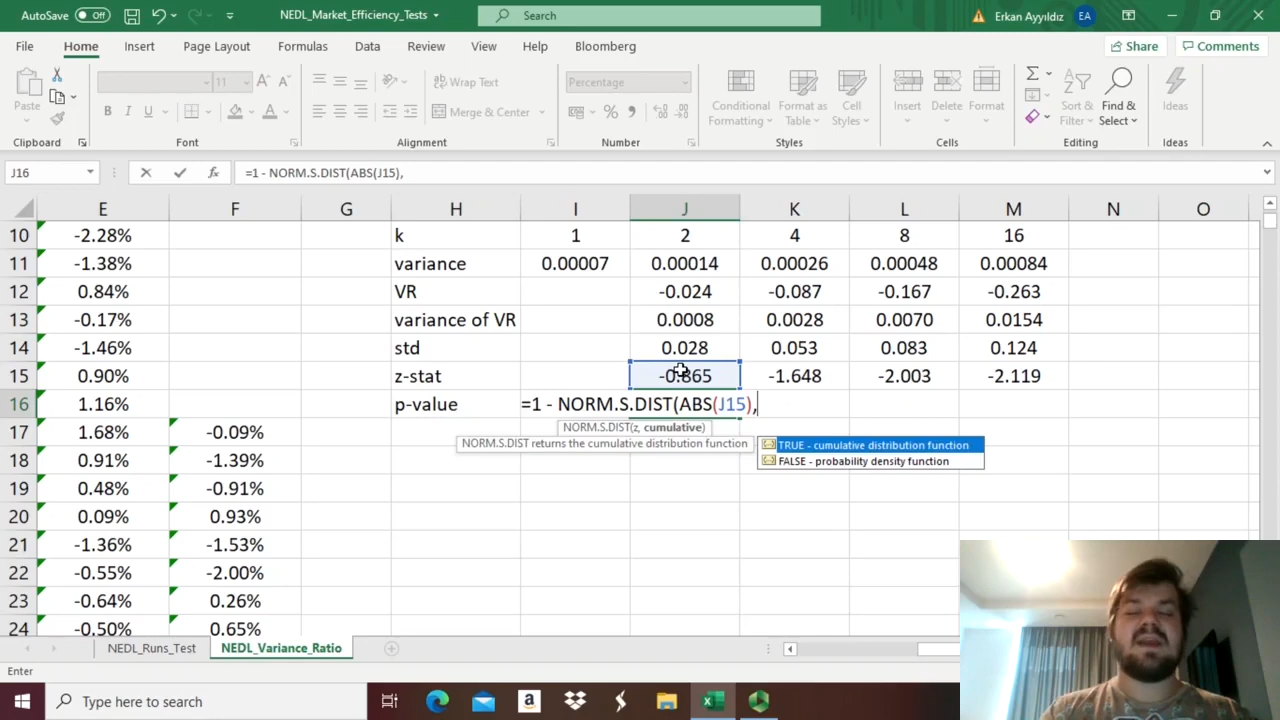 AutoSave Off NEDL_Market_Efficiency_Tests Search Erkan Ayyıldız EA
File Home Insert Page Layout Formulas Data Review View Help Bloomberg Share Comments
Paste 11 Wrap Text Percentage Conditional Formatting Format as Table Cell Styles Insert Delete Format Sort & Filter Find & Select Ideas
B I U Merge & Center
Clipboard Font Alignment Number Styles Cells Editing Ideas
J16 fx =1 - NORM.S.DIST(ABS(J15),
E F G H I J K L M N O
10 -2.28% k 1 2 4 8 16
11 -1.38% variance 0.00007 0.00014 0.00026 0.00048 0.00084
12 0.84% VR -0.024 -0.087 -0.167 -0.263
13 -0.17% variance of VR 0.0008 0.0028 0.0070 0.0154
14 -1.46% std 0.028 0.053 0.083 0.124
15 0.90% z-stat -0.865 -1.648 -2.003 -2.119
16 1.16% p-value =1 - NORM.S.DIST(ABS(J15),
17 1.68% -0.09% NORM.S.DIST(z, cumulative)
NORM.S.DIST returns the cumulative distribution function TRUE - cumulative distribution function
18 0.91% -1.39% FALSE - probability density function
19 0.48% -0.91%
20 0.09% 0.93%
21 -1.36% -1.53%
22 -0.55% -2.00%
23 -0.64% 0.26%
24 -0.50% 0.65%
NEDL_Runs_Test NEDL_Variance_Ratio
Enter
Type here to search